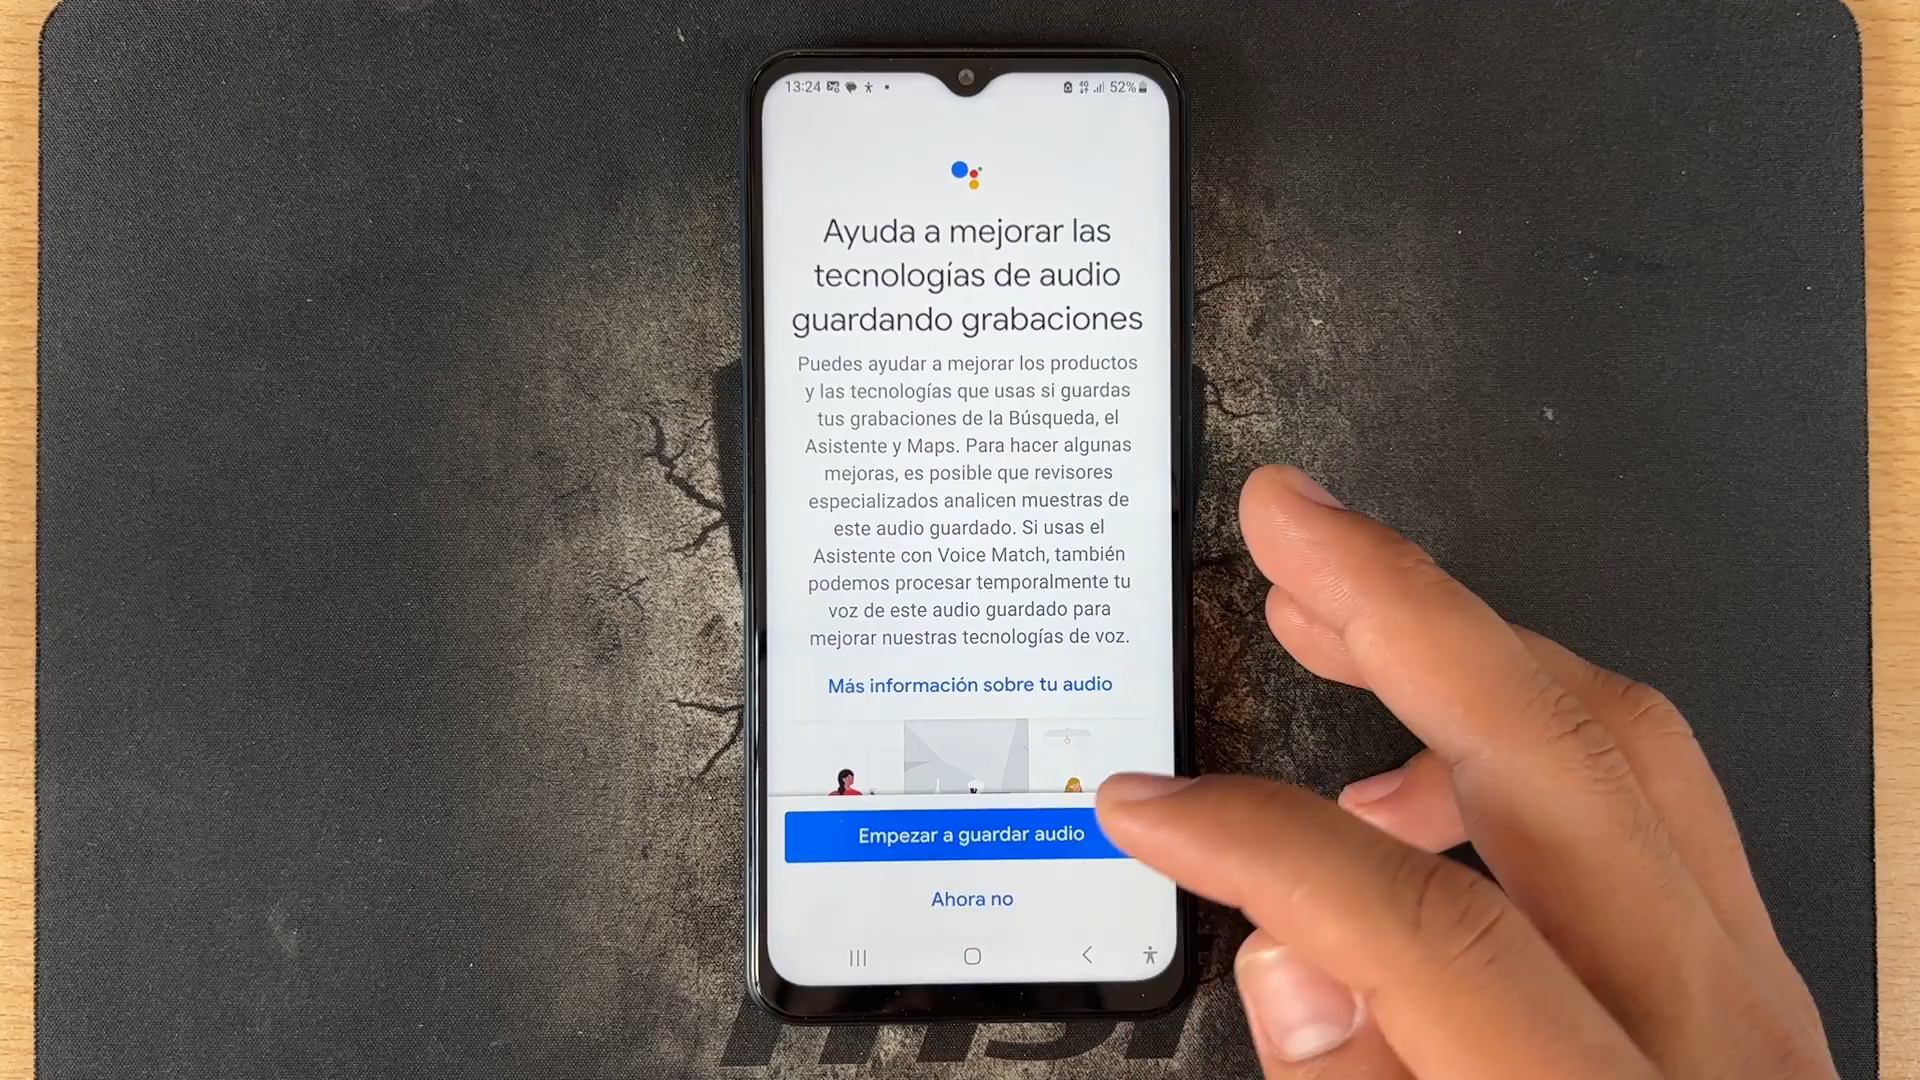 13:24
4G
52%
Ayuda a mejorar las
tecnologías de audio
guardando grabaciones
Puedes ayudar a mejorar los productos
y las tecnologías que usas si guardas
tus grabaciones de la Búsqueda, el
Asistente y Maps. Para hacer algunas
mejoras, es posible que revisores
especializados analicen muestras de
este audio guardado. Si usas el
Asistente con Voice Match, también
podemos procesar temporalmente tu
voz de este audio guardado para
mejorar nuestras tecnologías de voz.
Más información sobre tu audio
Empezar a guardar audio
Ahora no